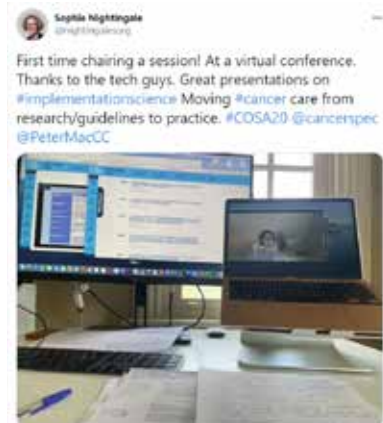 Sophie Nightingale
@nightingalesorg
First time chairing a session! At a virtual conference.
Thanks to the tech guys. Great presentations on
#implementationscience Moving #cancer care from
research/guidelines to practice. #COSA20 @cancerspec
@PeterMacCC